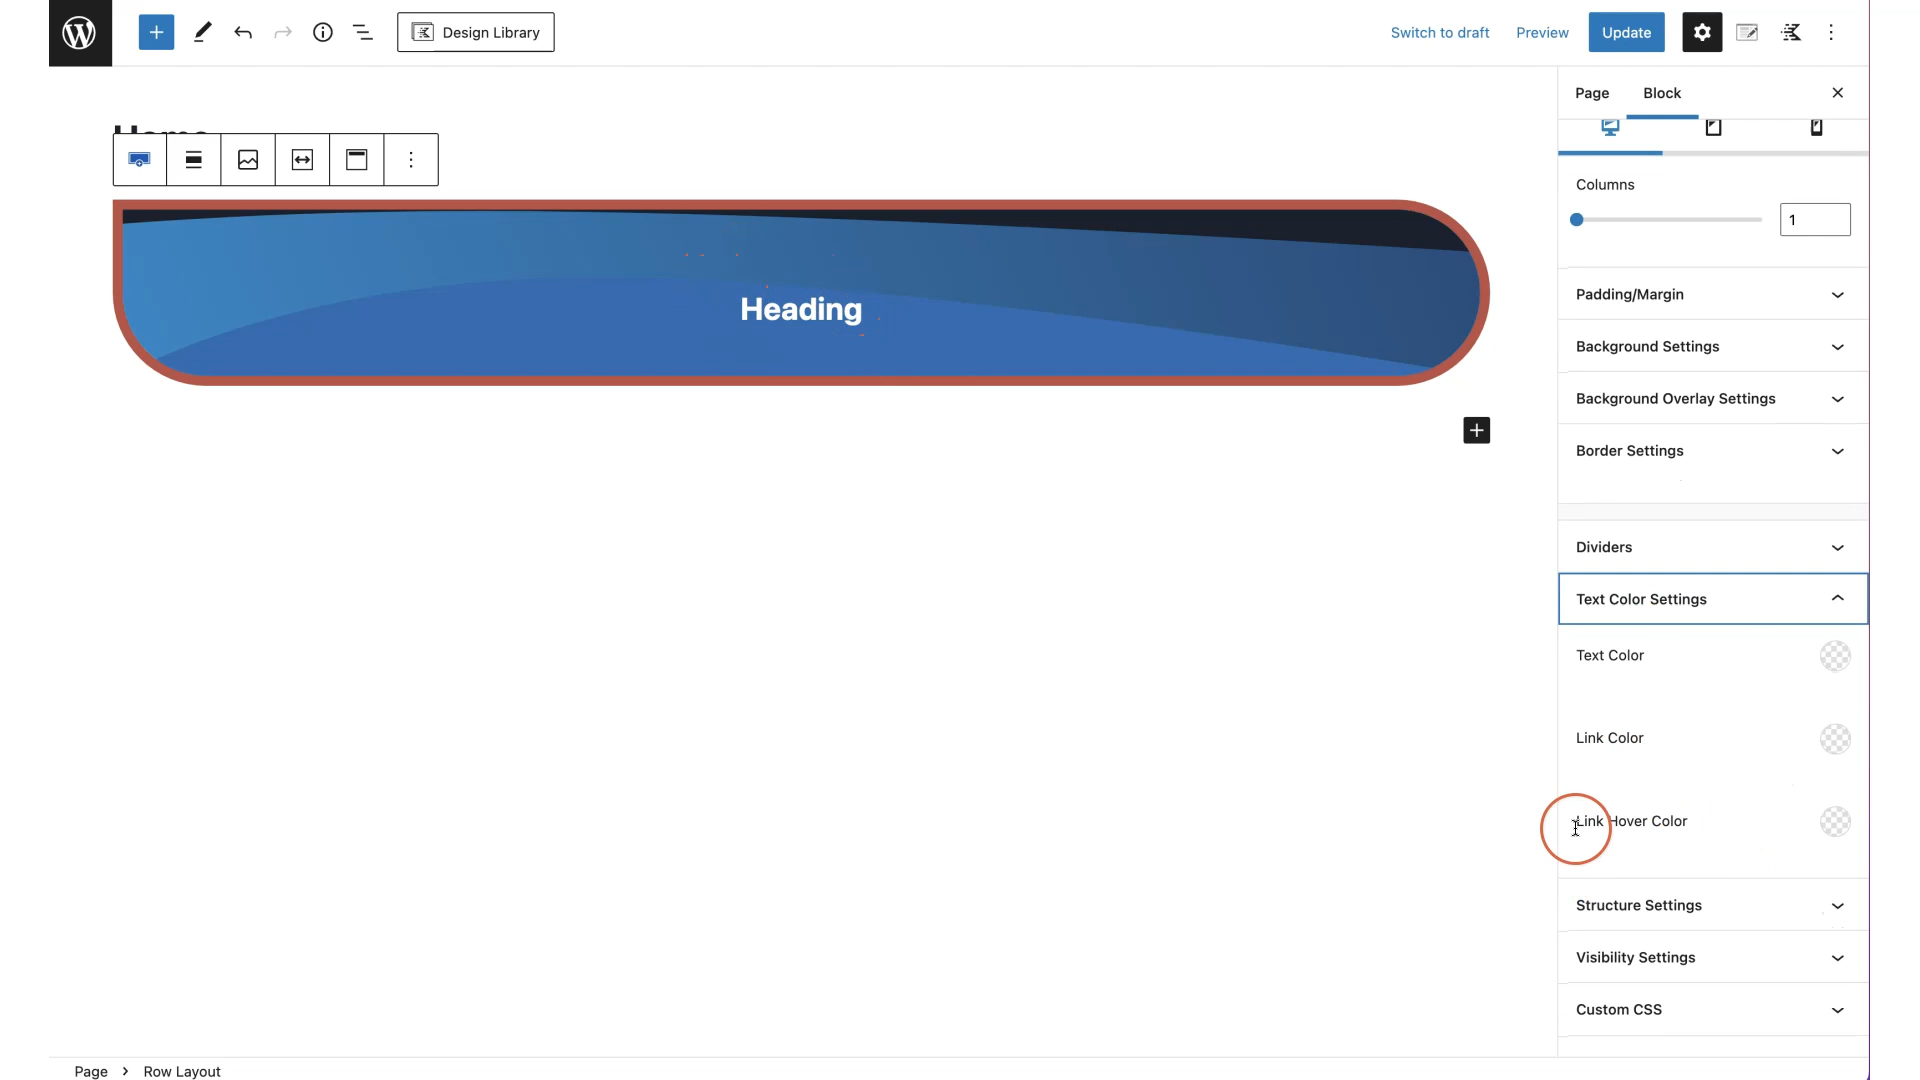 Design Library
Switch to draft
Preview
Update
Page
Block
Home
Columns
1
Heading
Padding/Margin
Background Settings
Background Overlay Settings
Border Settings
Dividers
Text Color Settings
Text Color
Link Color
Link Hover Color
Structure Settings
Visibility Settings
Custom CSS
Page > Row Layout